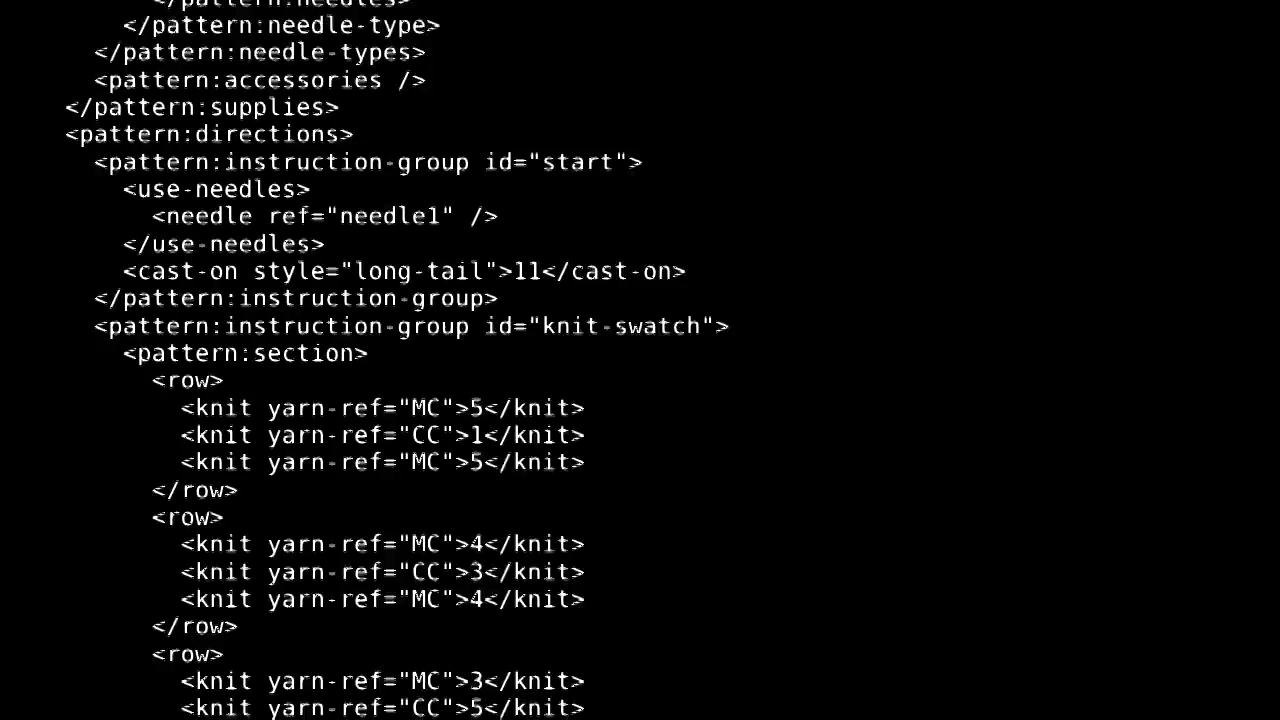 </pattern:needles>
</pattern:needle-type>
</pattern:needle-types>
<pattern:accessories />
</pattern:supplies>
<pattern:directions>
<pattern:instruction-group id="start">
<use-needles>
<needle ref="needle1" />
</use-needles>
<cast-on style="long-tail">11</cast-on>
</pattern:instruction-group>
<pattern:instruction-group id="knit-swatch">
<pattern:section>
<row>
<knit yarn-ref="MC">5</knit>
<knit yarn-ref="CC">1</knit>
<knit yarn-ref="MC">5</knit>
</row>
<row>
<knit yarn-ref="MC">4</knit>
<knit yarn-ref="CC">3</knit>
<knit yarn-ref="MC">4</knit>
</row>
<row>
<knit yarn-ref="MC">3</knit>
<knit yarn-ref="CC">5</knit>